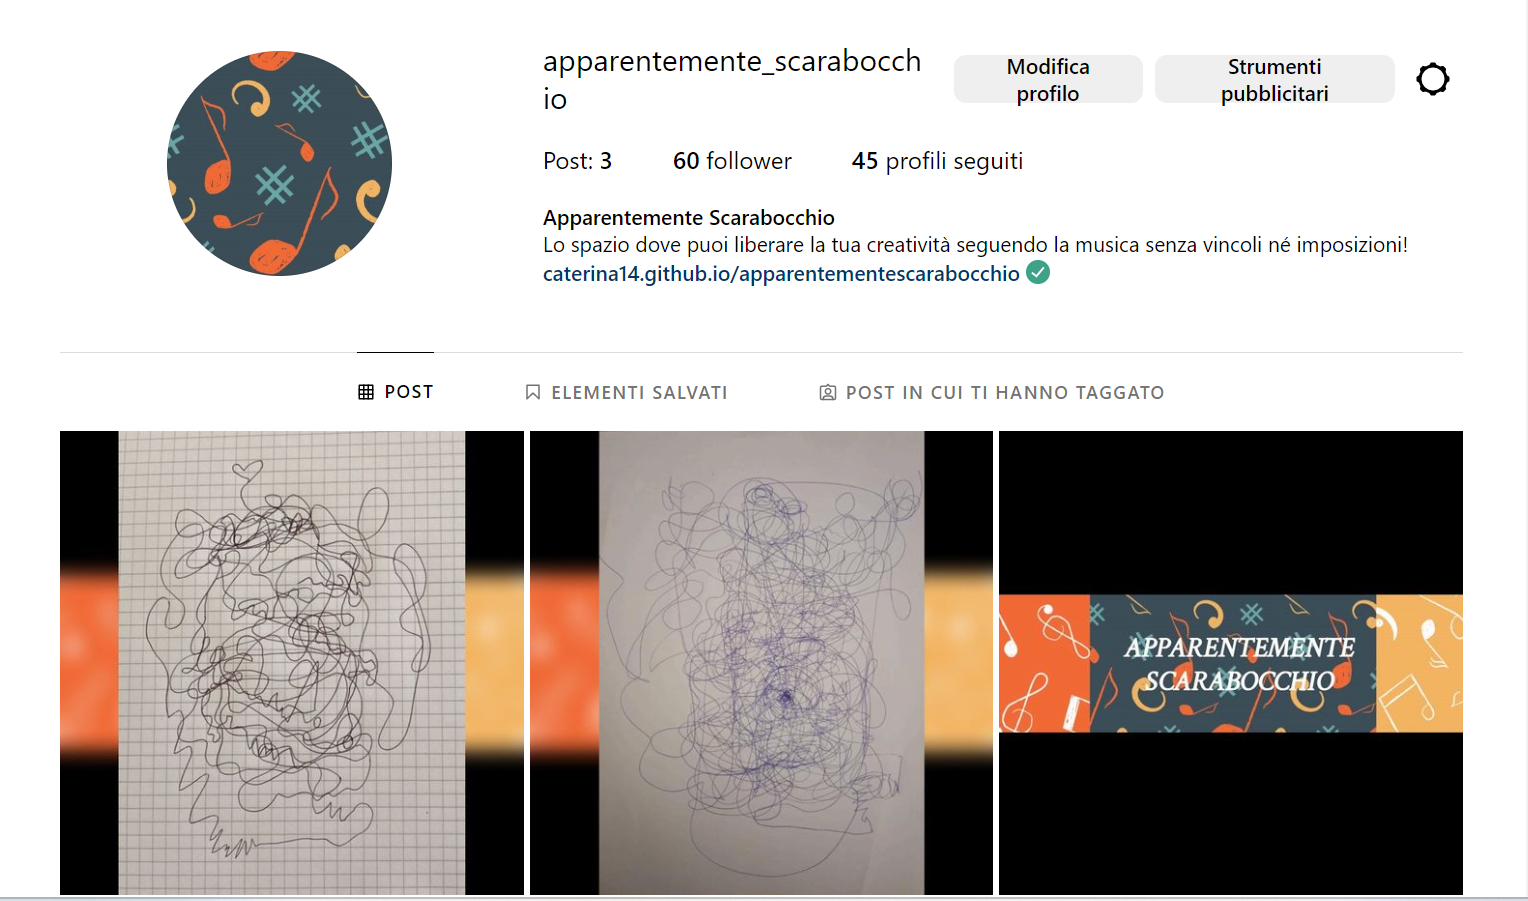 apparentemente_scarabocch
io
Modifica
profilo
Strumenti
pubblicitari
Post: 3 60 follower 45 profili seguiti
Apparentemente Scarabocchio
Lo spazio dove puoi liberare la tua creatività seguendo la musica senza vincoli né imposizioni!
caterina14.github.io/apparentementescarabocchio
POST ELEMENTI SALVATI POST IN CUI TI HANNO TAGGATO
APPARENTEMENTE
SCARABOCCHIO